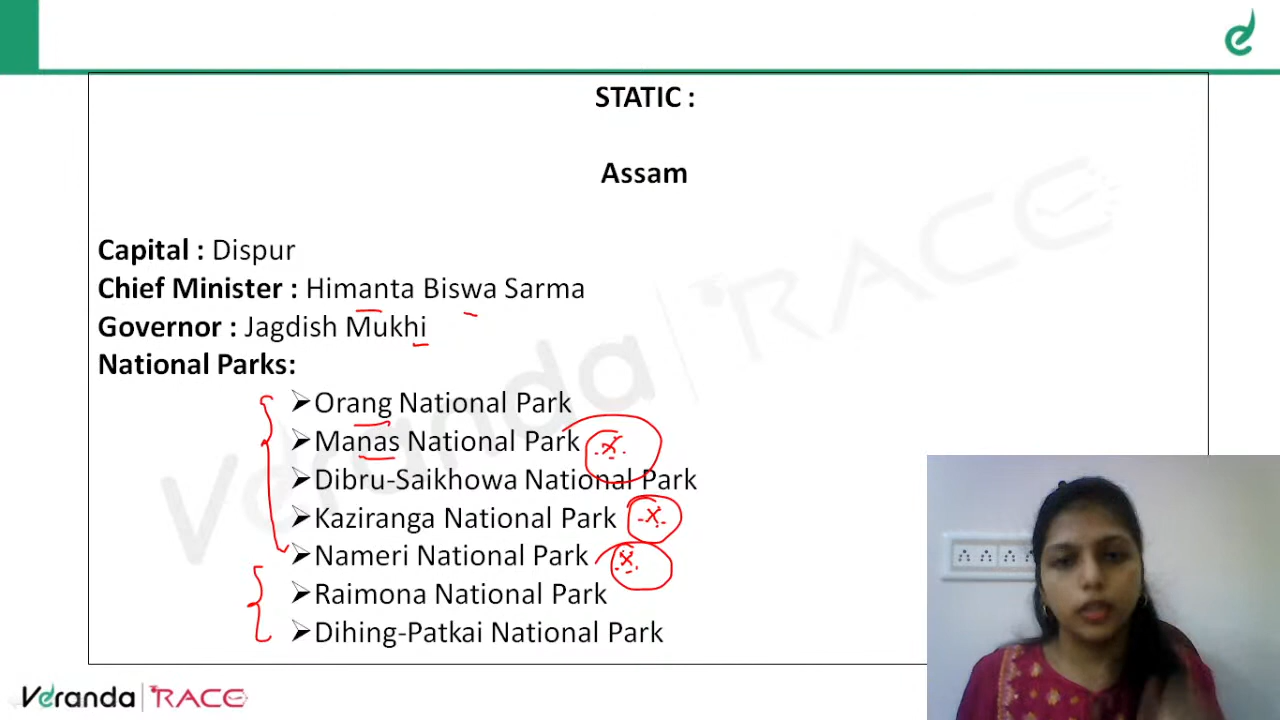 STATIC :
Assam
Capital : Dispur
Chief Minister : Himanta Biswa Sarma
Governor : Jagdish Mukhi
National Parks:
Orang National Park
Manas National Park
Dibru-Saikhowa National Park
Kaziranga National Park
Nameri National Park
Raimona National Park
Dihing-Patkai National Park
Veranda RACE
Veranda RACE